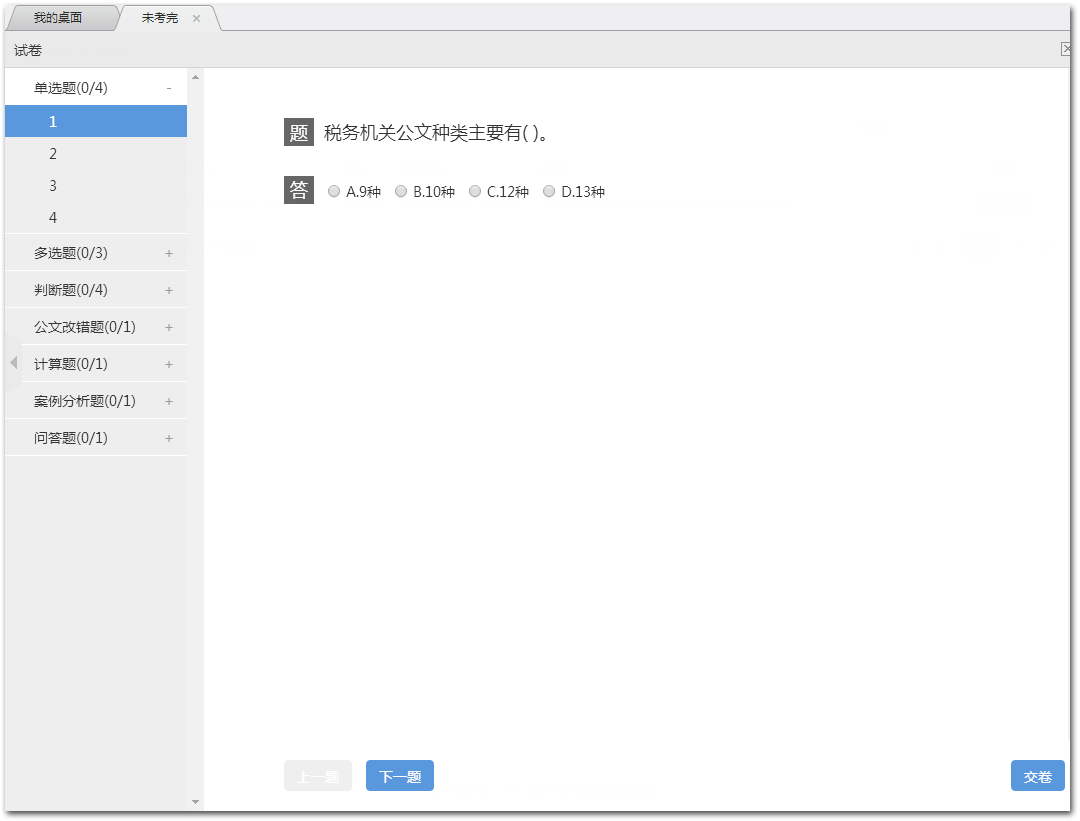 我的桌面 未考完
试卷
单选题(0/4)
1
2
3
4
多选题(0/3)
判断题(0/4)
公文改错题(0/1)
计算题(0/1)
案例分析题(0/1)
问答题(0/1)
题 税务机关公文种类主要有( )。
答 A.9种 B.10种 C.12种 D.13种
上一题 下一题 交卷